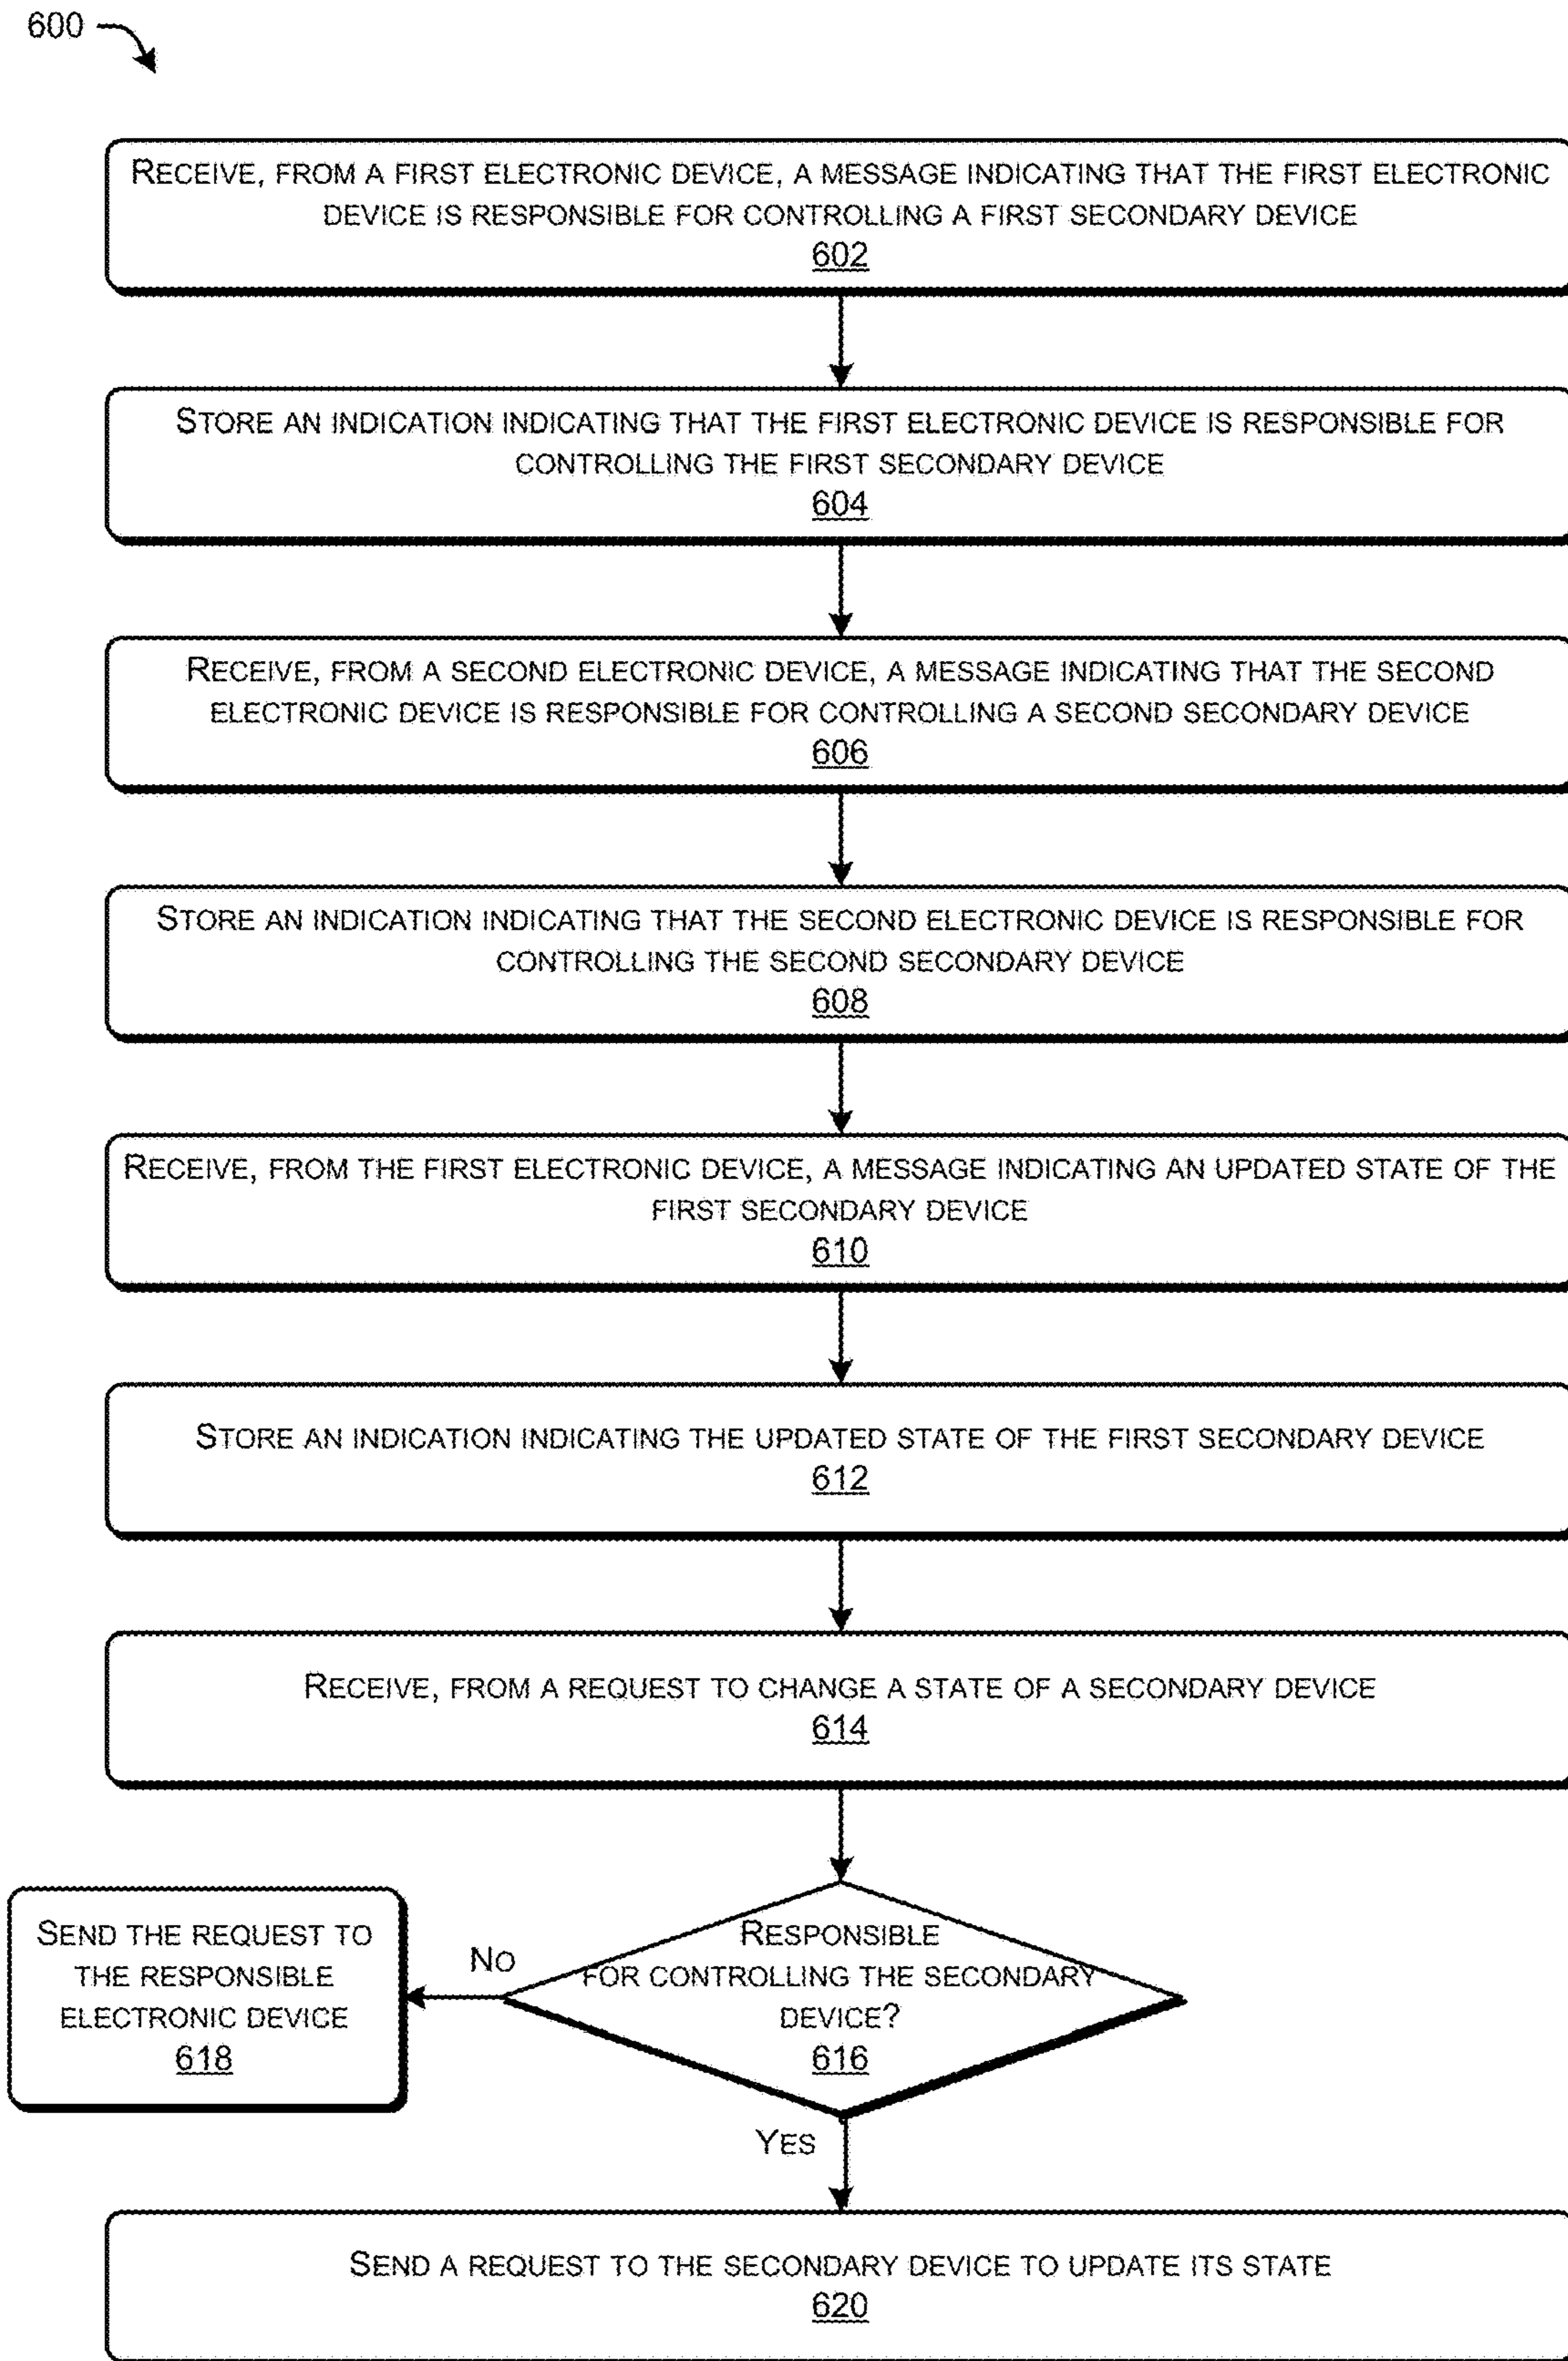 600
RECEIVE, FROM A FIRST ELECTRONIC DEVICE, A MESSAGE INDICATING THAT THE FIRST ELECTRONIC
DEVICE IS RESPONSIBLE FOR CONTROLLING A FIRST SECONDARY DEVICE
602
STORE AN INDICATION INDICATING THAT THE FIRST ELECTRONIC DEVICE IS RESPONSIBLE FOR
CONTROLLING THE FIRST SECONDARY DEVICE
604
RECEIVE, FROM A SECOND ELECTRONIC DEVICE, A MESSAGE INDICATING THAT THE SECOND
ELECTRONIC DEVICE IS RESPONSIBLE FOR CONTROLLING A SECOND SECONDARY DEVICE
606
STORE AN INDICATION INDICATING THAT THE SECOND ELECTRONIC DEVICE IS RESPONSIBLE FOR
CONTROLLING THE SECOND SECONDARY DEVICE
608
RECEIVE, FROM THE FIRST ELECTRONIC DEVICE, A MESSAGE INDICATING AN UPDATED STATE OF THE
FIRST SECONDARY DEVICE
610
STORE AN INDICATION INDICATING THE UPDATED STATE OF THE FIRST SECONDARY DEVICE
612
RECEIVE, FROM A REQUEST TO CHANGE A STATE OF A SECONDARY DEVICE
614
RESPONSIBLE
FOR CONTROLLING THE SECONDARY
DEVICE?
616
NO
SEND THE REQUEST TO
THE RESPONSIBLE
ELECTRONIC DEVICE
618
YES
SEND A REQUEST TO THE SECONDARY DEVICE TO UPDATE ITS STATE
620